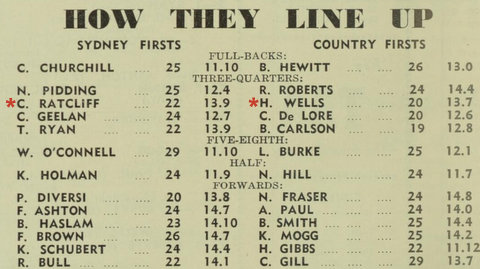 HOW THEY LINE UP
SYDNEY FIRSTS COUNTRY FIRSTS
FULL-BACKS:
C. CHURCHILL .... 25 11.10 B. HEWITT .... 26 13.0
THREE-QUARTERS:
N. PIDDING .... 25 12.4 R. ROBERTS .... 24 14.4
*C. RATCLIFF .... 22 13.9 *H. WELLS .... 20 13.7
C. GEELAN .... 24 12.7 C. De LORE .... 20 12.6
T. RYAN .... .... 22 13.9 B. CARLSON .... 19 12.8
FIVE-EIGHTH:
W. O'CONNELL .... 29 11.10 L. BURKE .... .... 25 12.1
HALF:
K. HOLMAN .... 24 11.9 N. HILL .... .... 24 11.7
FORWARDS:
P. DIVERSI .... 20 13.8 N. FRASER .... 24 14.8
F. ASHTON .... 24 14.7 A. PAUL .... .... 24 14.0
B. HASLAM .... 23 14.10 B. SMITH .... .... 25 14.4
F. BROWN .... 26 14.7 K. MOGG .... .... 25 14.2
K. SCHUBERT .... 24 14.4 H. GIBBS .... .... 22 11.12
R. BULL .... .... 22 14.1 C. GILL .... .... 29 13.7